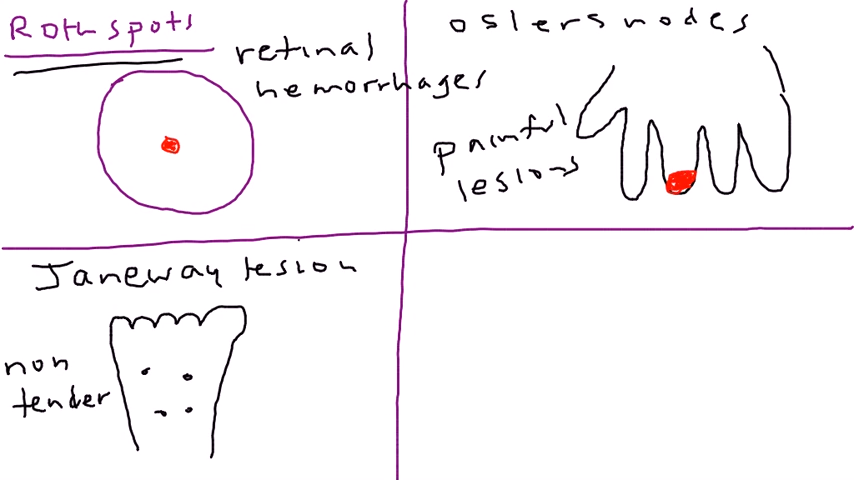 Roth spots
retinal
hemorrhages
oslers nodes
painful
lesions
Janeway lesion
non
tender